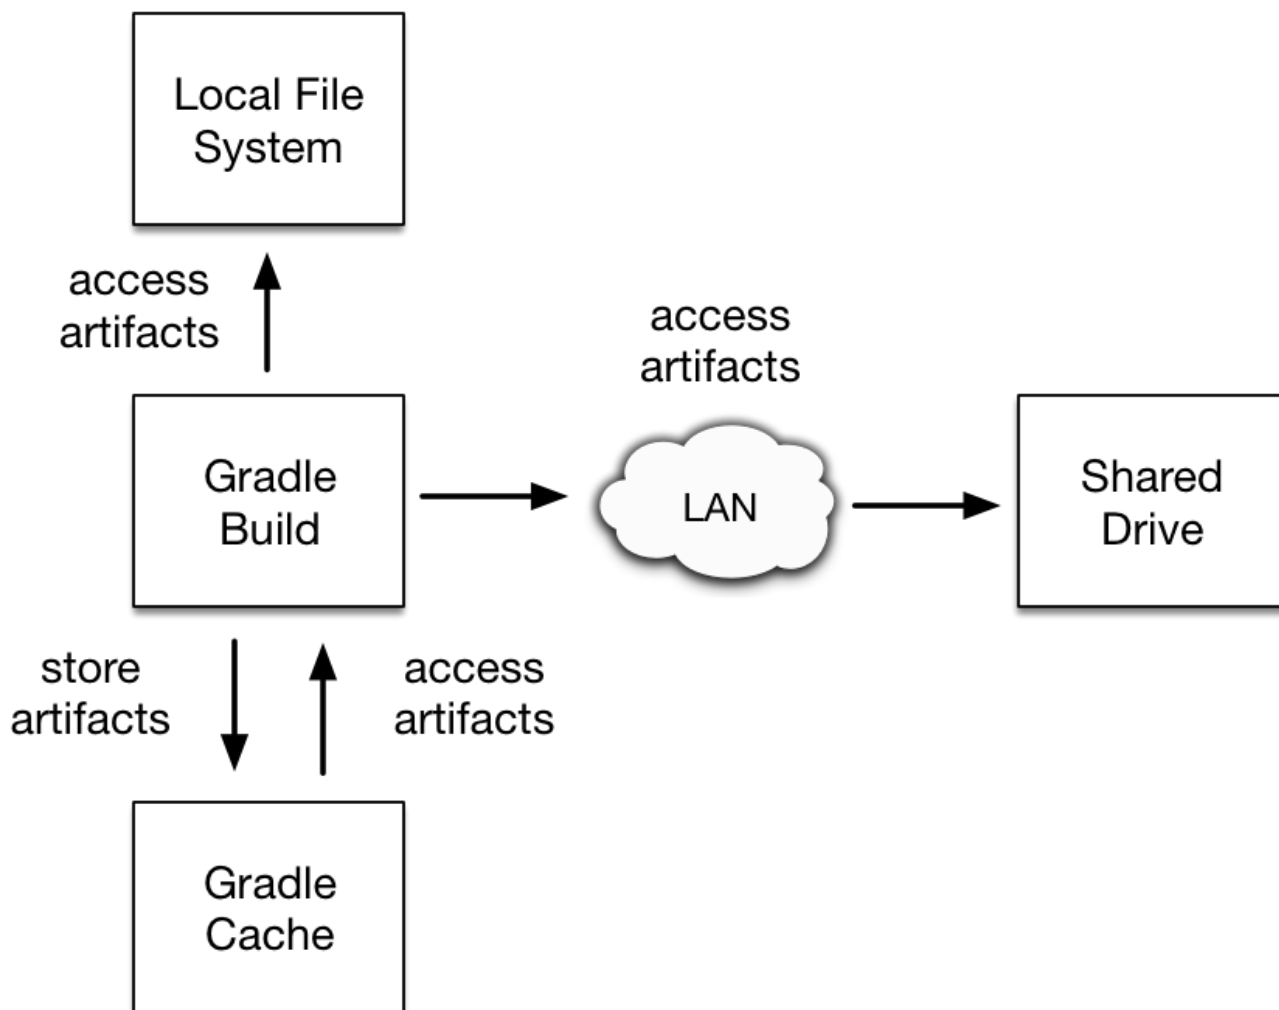 Local File
System
access
artifacts
access
artifacts
Gradle
Build
LAN
Shared
Drive
store
artifacts
access
artifacts
Gradle
Cache